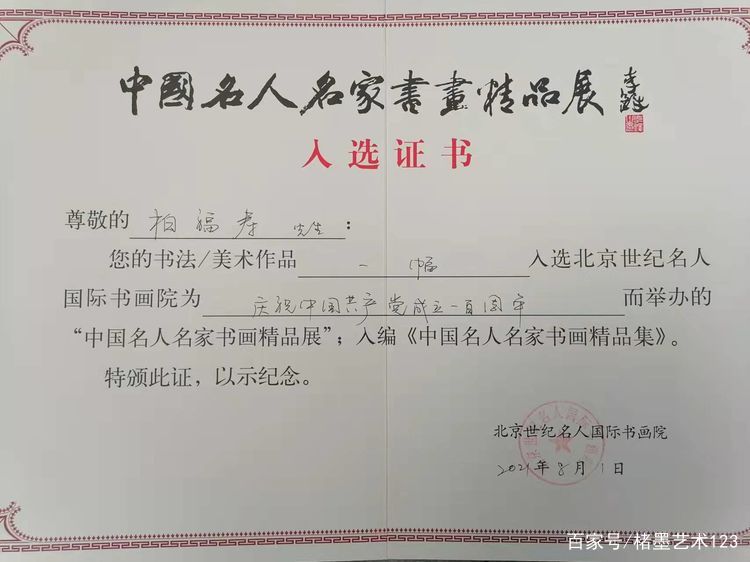 中國名人名家書畫精品展
入选证书
尊敬的 柏福寿 先生：
您的书法/美术作品 一幅 入选北京世纪名人
国际书画院为 庆祝中国共产党成立一百周年 而举办的
“中国名人名家书画精品展”；入编《中国名人名家书画精品集》。
特颁此证，以示纪念。
北京世纪名人国际书画院
2021年8月1日
百家号/楮墨艺术123